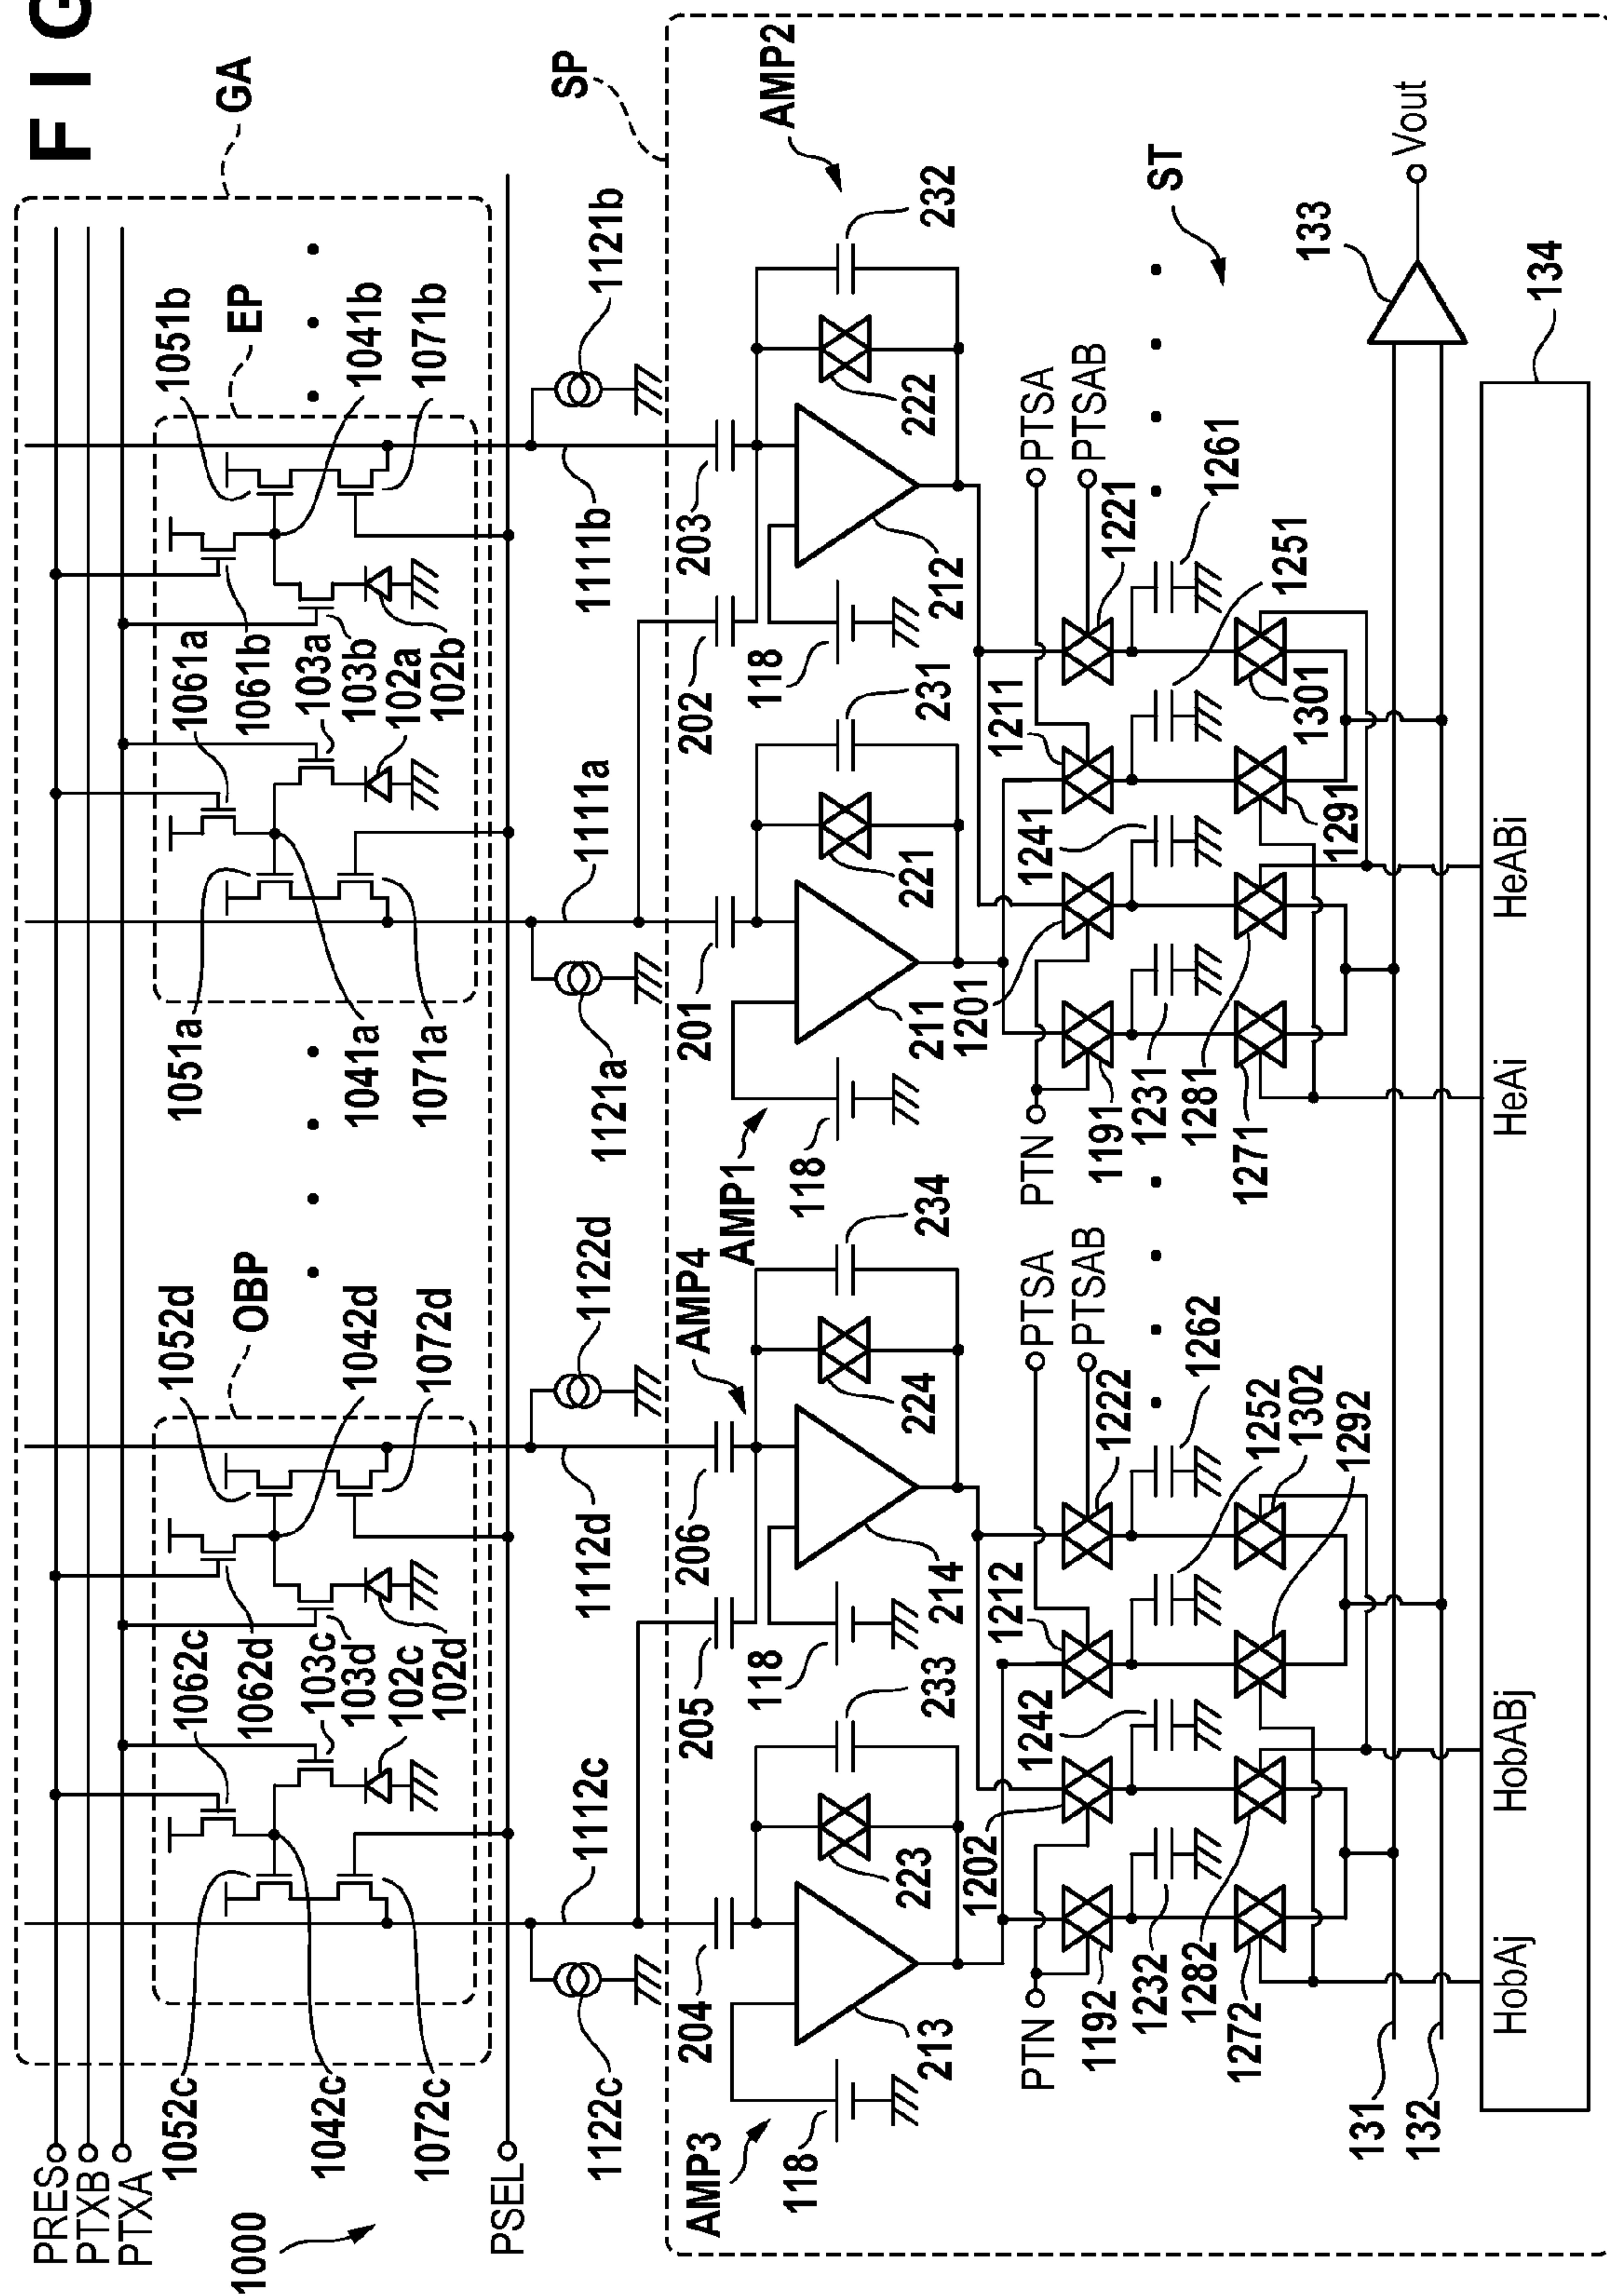 F I G
GA
SP
PRES
PTXB
PTXA
1000
PSEL
EP
OBP
1051b
1041b
1071b
1061a
1061b
103a
103b
102a
102b
1051a
1041a
1071a
1052d
1042d
1072d
1062c
1062d
103c
103d
102c
102d
1052c
1042c
1072c
1121b
1111b
1111a
1121a
1122d
1112d
1112c
1122c
AMP2
232
203
222
212
202
118
231
221
201
211
118
AMP1
AMP4
234
206
224
214
205
118
233
223
204
213
118
AMP3
ST
PTSA
PTSAB
1221
1261
1211
1251
1241
1301
1201
1291
1191
1231
1281
1271
PTN
PTSA
PTSAB
1222
1262
1212
1252
1302
1292
1242
1202
1192
1232
1282
1272
PTN
Vout
133
134
131
132
HeABi
HeAi
HobABj
HobAj